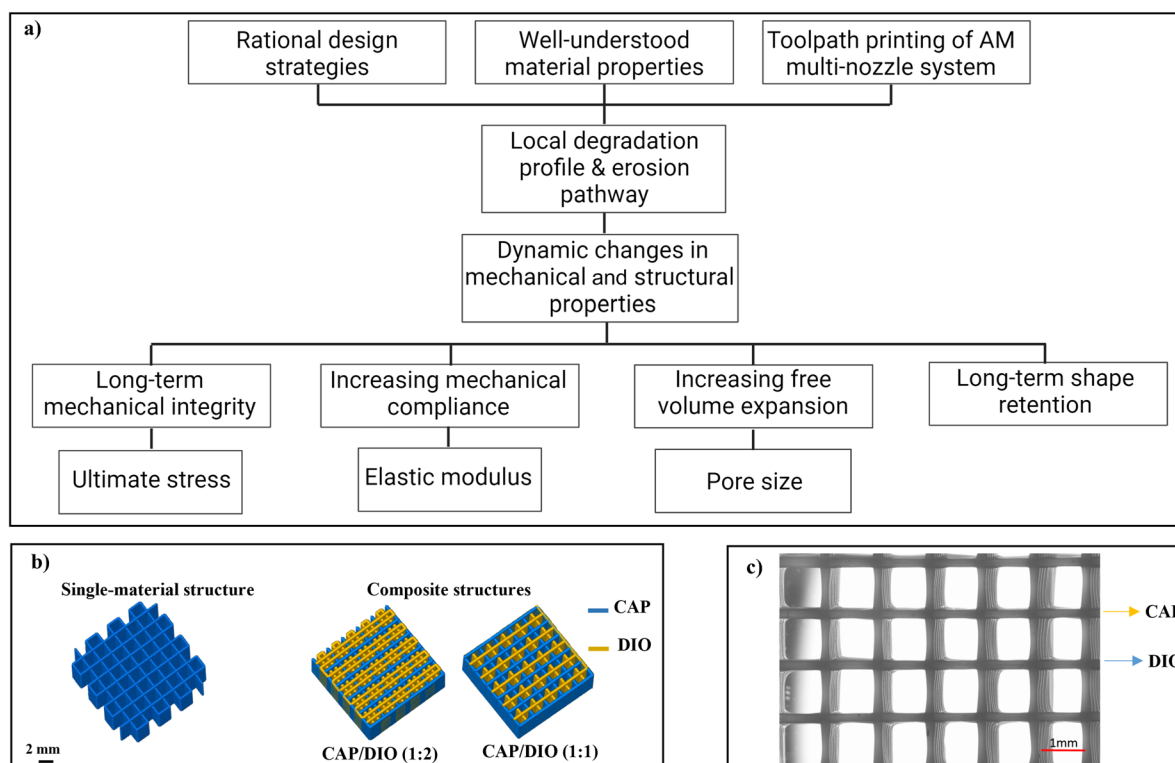 a)
Rational design
strategies
Well-understood
material properties
Toolpath printing of AM
multi-nozzle system
Local degradation
profile & erosion
pathway
Dynamic changes in
mechanical and structural
properties
Long-term
mechanical integrity
Increasing mechanical
compliance
Increasing free
volume expansion
Long-term shape
retention
Ultimate stress
Elastic modulus
Pore size
b)
Single-material structure
Composite structures
CAP
DIO
CAP/DIO (1:2)
CAP/DIO (1:1)
2 mm
c)
CA
DIO
1mm